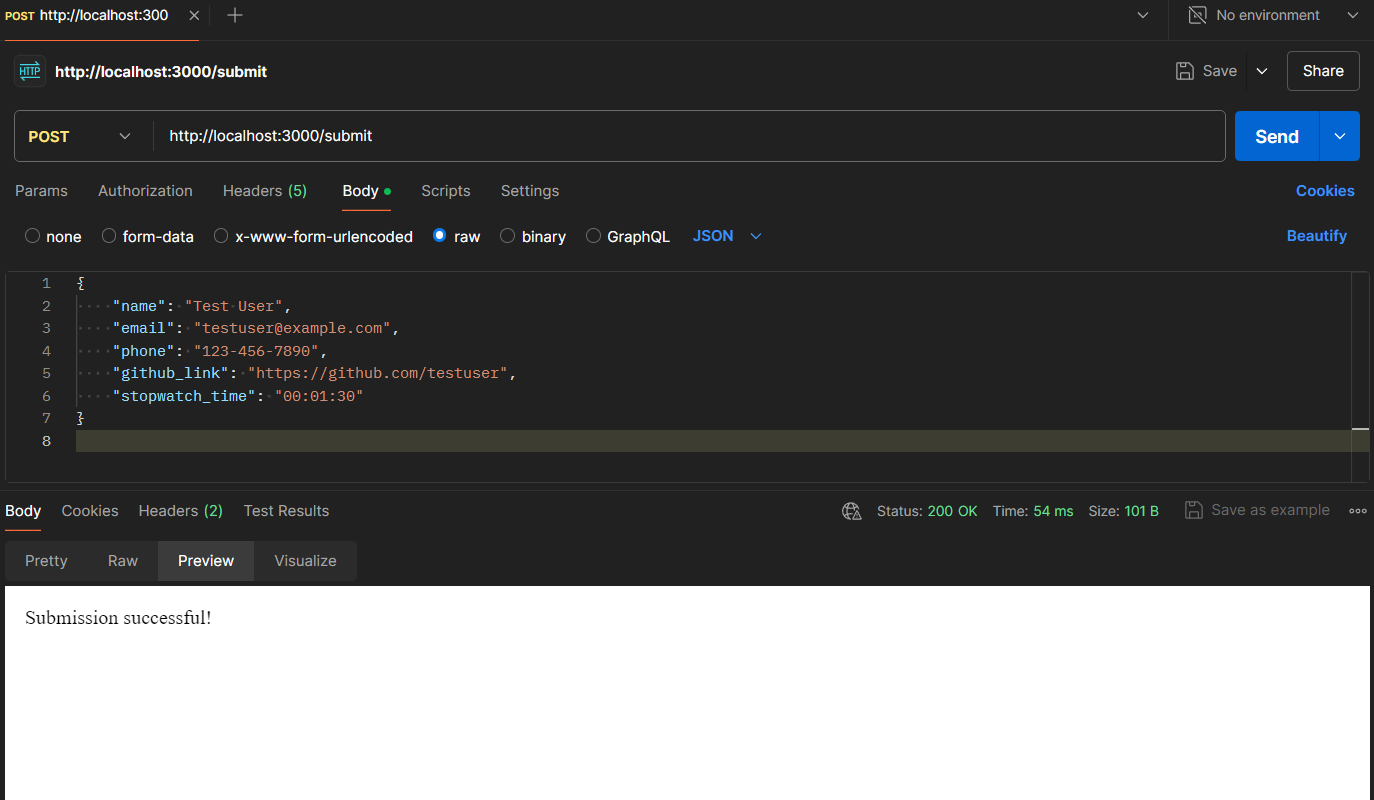 POST http://localhost:300
No environment
HTTP http://localhost:3000/submit
Save
Share
POST http://localhost:3000/submit
Send
Params Authorization Headers (5) Body Scripts Settings
Cookies
none form-data x-www-form-urlencoded raw binary GraphQL JSON
Beautify
1 {
2 "name": "Test User",
3 "email": "testuser@example.com",
4 "phone": "123-456-7890",
5 "github_link": "https://github.com/testuser",
6 "stopwatch_time": "00:01:30"
7 }
8
Body Cookies Headers (2) Test Results
Status: 200 OK Time: 54 ms Size: 101 B
Save as example
Pretty Raw Preview Visualize
Submission successful!